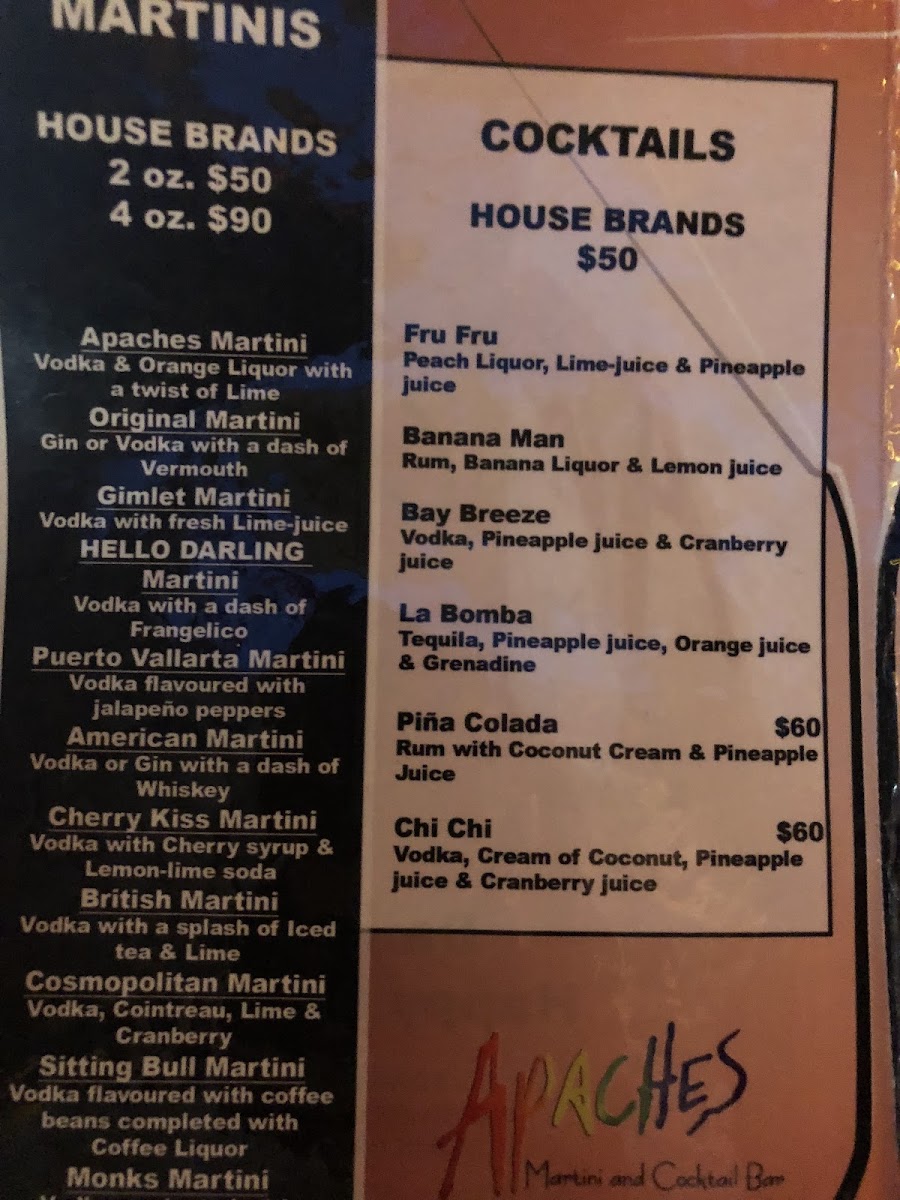 MARTINIS
HOUSE BRANDS
2 oz. $50
4 oz. $90
Apaches Martini
Vodka & Orange Liquor with
a twist of Lime
Original Martini
Gin or Vodka with a dash of
Vermouth
Gimlet Martini
Vodka with fresh Lime-juice
HELLO DARLING
Martini
Vodka with a dash of
Frangelico
Puerto Vallarta Martini
Vodka flavoured with
jalapeño peppers
American Martini
Vodka or Gin with a dash of
Whiskey
Cherry Kiss Martini
Vodka with Cherry syrup &
Lemon-lime soda
British Martini
Vodka with a splash of Iced
tea & Lime
Cosmopolitan Martini
Vodka, Cointreau, Lime &
Cranberry
Sitting Bull Martini
Vodka flavoured with coffee
beans completed with
Coffee Liquor
Monks Martini
COCKTAILS
HOUSE BRANDS
$50
Fru Fru
Peach Liquor, Lime-juice & Pineapple
juice
Banana Man
Rum, Banana Liquor & Lemon juice
Bay Breeze
Vodka, Pineapple juice & Cranberry
juice
La Bomba
Tequila, Pineapple juice, Orange juice
& Grenadine
Piña Colada $60
Rum with Coconut Cream & Pineapple
Juice
Chi Chi $60
Vodka, Cream of Coconut, Pineapple
juice & Cranberry juice
APACHES
Martini and Cocktail Bar